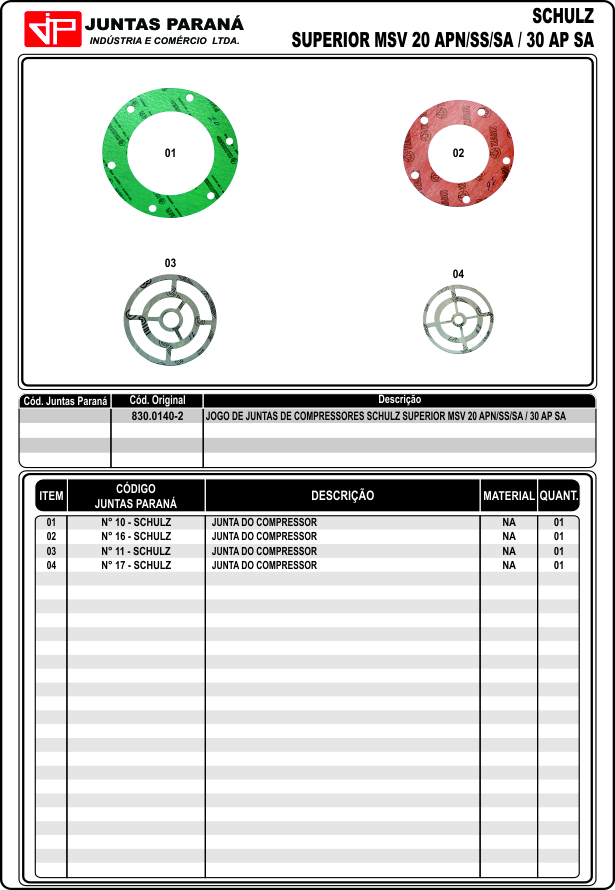 JP
JUNTAS PARANÁ
INDÚSTRIA E COMÉRCIO LTDA.
SCHULZ
SUPERIOR MSV 20 APN/SS/SA / 30 AP SA
01
02
03
04
Cód. Juntas Paraná Cód. Original Descrição
830.0140-2 JOGO DE JUNTAS DE COMPRESSORES SCHULZ SUPERIOR MSV 20 APN/SS/SA / 30 AP SA
ITEM CÓDIGO JUNTAS PARANÁ DESCRIÇÃO MATERIAL QUANT.
01 N° 10 - SCHULZ JUNTA DO COMPRESSOR NA 01
02 N° 16 - SCHULZ JUNTA DO COMPRESSOR NA 01
03 N° 11 - SCHULZ JUNTA DO COMPRESSOR NA 01
04 N° 17 - SCHULZ JUNTA DO COMPRESSOR NA 01